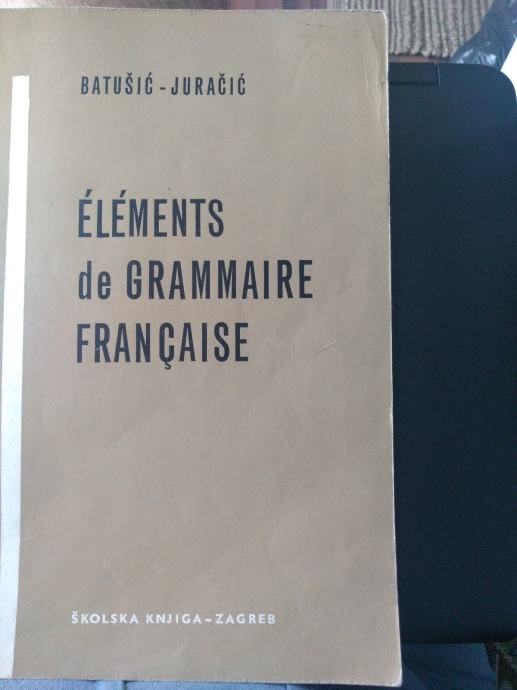 BATUŠIĆ - JURAČIĆ
ÉLÉMENTS
de GRAMMAIRE
FRANÇAISE
ŠKOLSKA KNJIGA - ZAGREB